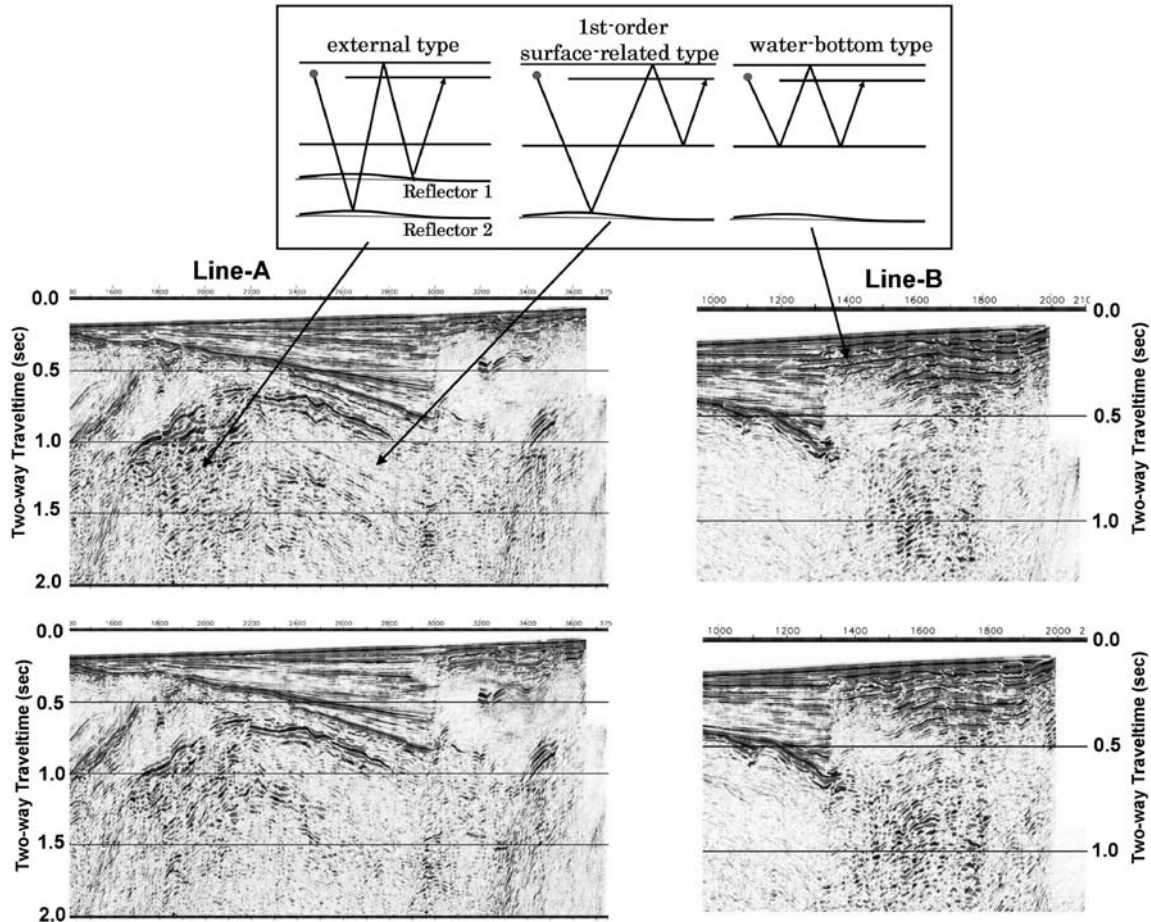 external type
1st-order
surface-related type
water-bottom type
Reflector 1
Reflector 2
Line-A
Line-B
1600 1800 2000 2200 2400 2600 2800 3000 3200 3400 3600 375
0.0
0.5
1.0
1.5
2.0
Two-way Traveltime (sec)
1000 1200 1400 1600 1800 2000 210
0.0
0.5
1.0
Two-way Traveltime (sec)
1600 1800 2000 2200 2400 2600 2800 3000 3200 3400 3600 375
0.0
0.5
1.0
1.5
2.0
Two-way Traveltime (sec)
1000 1200 1400 1600 1800 2000 2
0.0
0.5
1.0
Two-way Traveltime (sec)